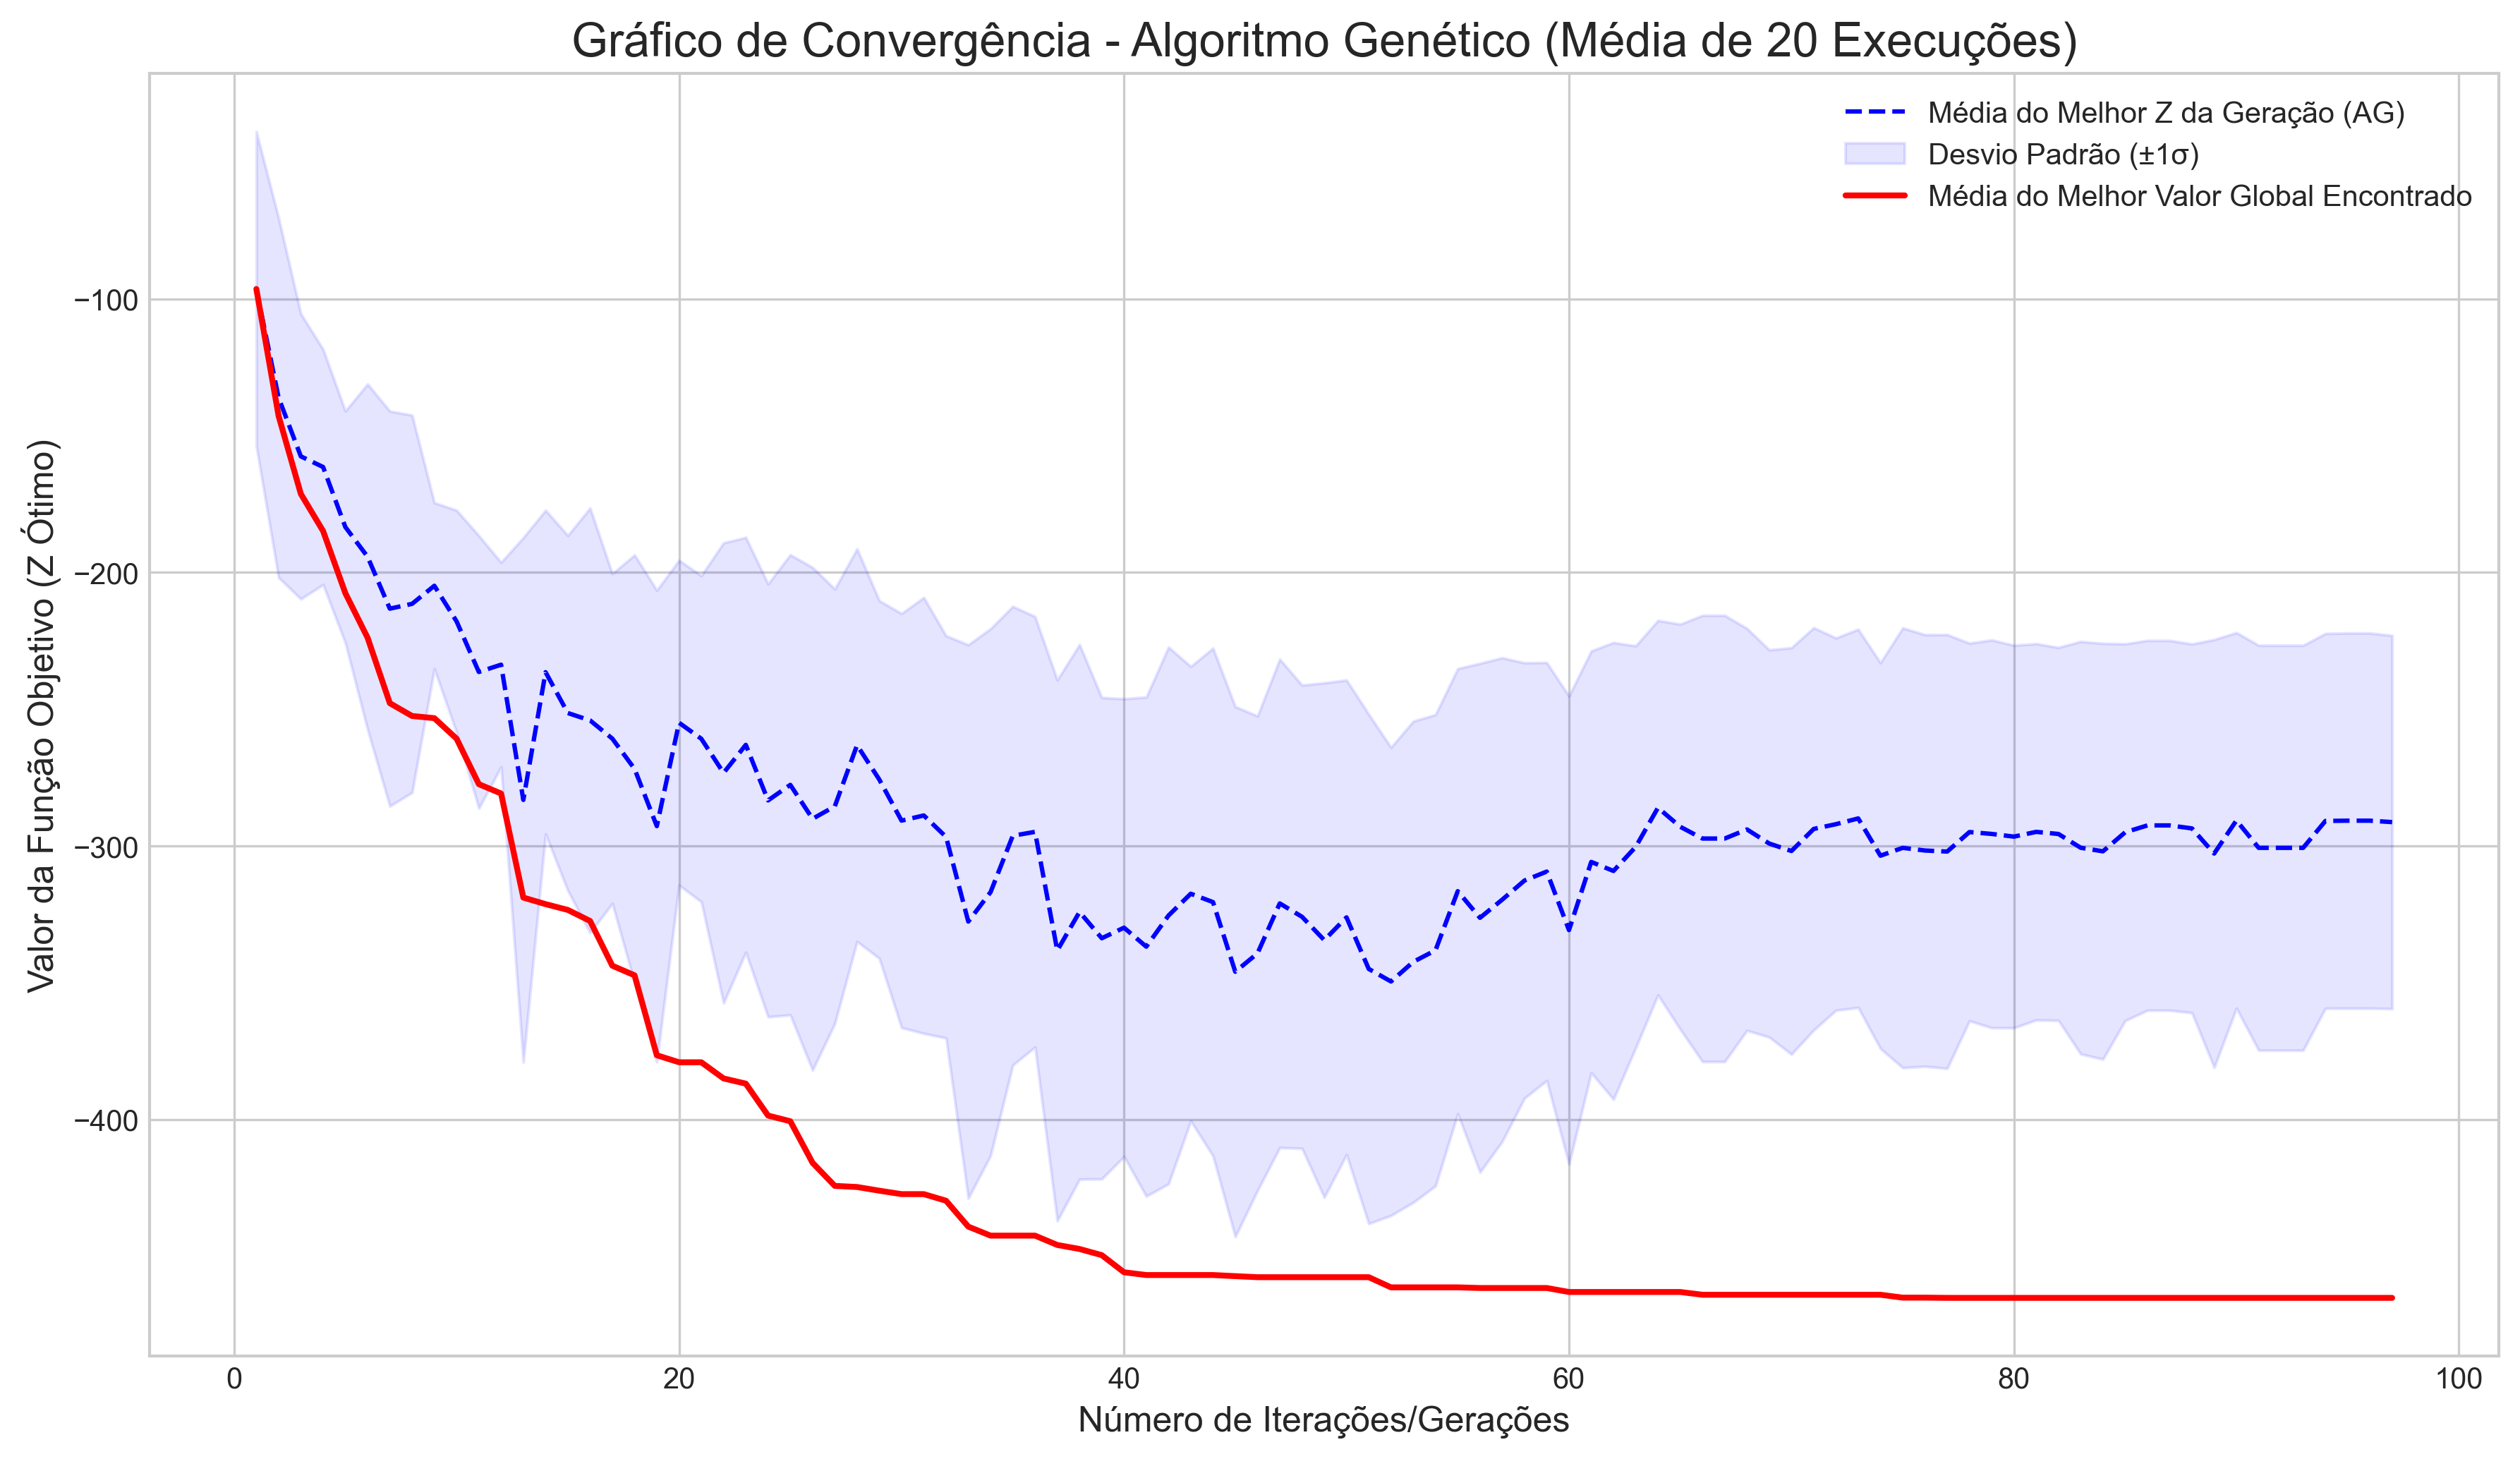 Gráfico de Convergência - Algoritmo Genético (Média de 20 Execuções)
Média do Melhor Z da Geração (AG)
Desvio Padrão (±1σ)
Média do Melhor Valor Global Encontrado
Valor da Função Objetivo (Z Ótimo)
−100
−200
−300
−400
0
20
40
60
80
100
Número de Iterações/Gerações